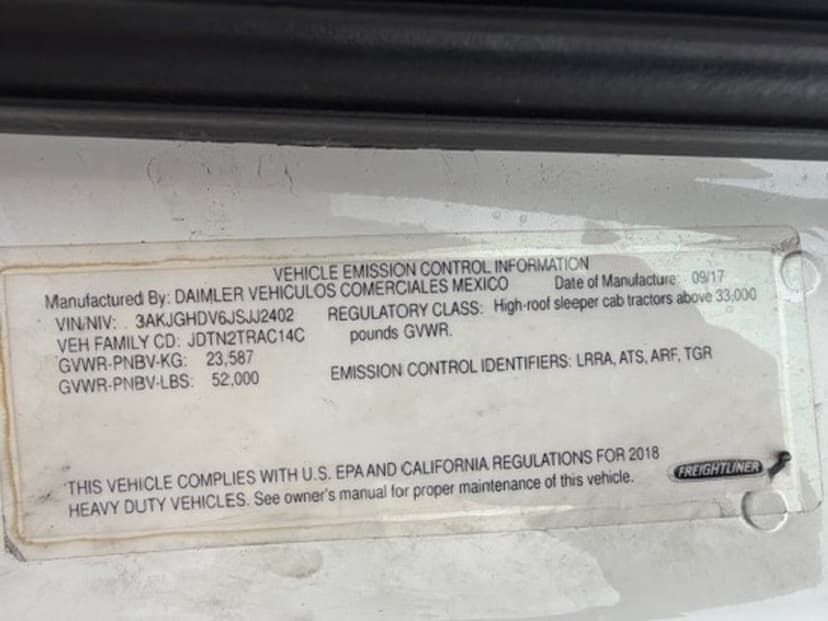 VEHICLE EMISSION CONTROL INFORMATION
Manufactured By: DAIMLER VEHICULOS COMERCIALES MEXICO Date of Manufacture: 09/17
VIN/NIV: 3AKJGHDV6JSJJ2402 REGULATORY CLASS: High-roof sleeper cab tractors above 33,000
VEH FAMILY CD: JDTN2TRAC14C pounds GVWR.
GVWR-PNBV-KG: 23,587
GVWR-PNBV-LBS: 52,000 EMISSION CONTROL IDENTIFIERS: LRRA, ATS, ARF, TGR
THIS VEHICLE COMPLIES WITH U.S. EPA AND CALIFORNIA REGULATIONS FOR 2018
HEAVY DUTY VEHICLES. See owner's manual for proper maintenance of this vehicle.
FREIGHTLINER